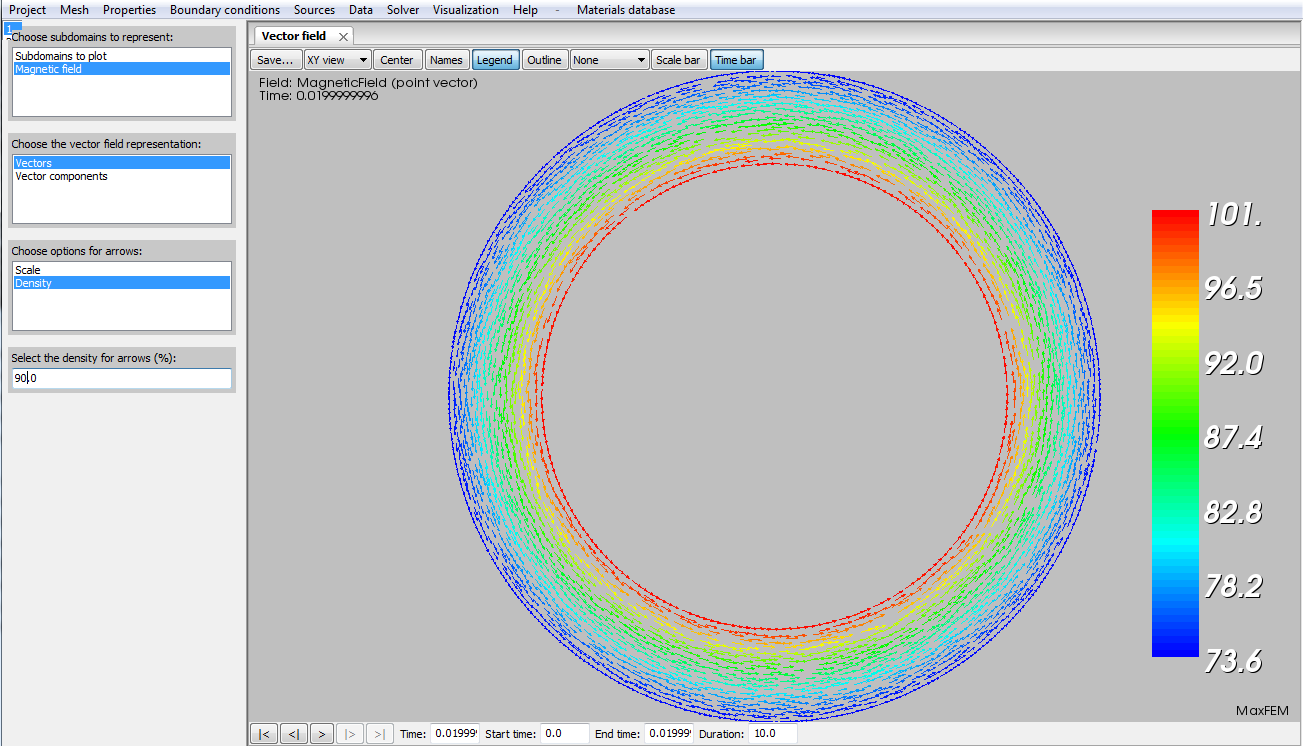 Project Mesh Properties Boundary conditions Sources Data Solver Visualization Help - Materials database
1
Choose subdomains to represent:
Subdomains to plot
Magnetic field
Choose the vector field representation:
Vectors
Vector components
Choose options for arrows:
Scale
Density
Select the density for arrows (%):
90.0
Vector field
Save... XY view Center Names Legend Outline None Scale bar Time bar
Field: MagneticField (point vector)
Time: 0.0199999996
101.
96.5
92.0
87.4
82.8
78.2
73.6
MaxFEM
|< <| > |> >| Time: 0.01999 Start time: 0.0 End time: 0.01999 Duration: 10.0